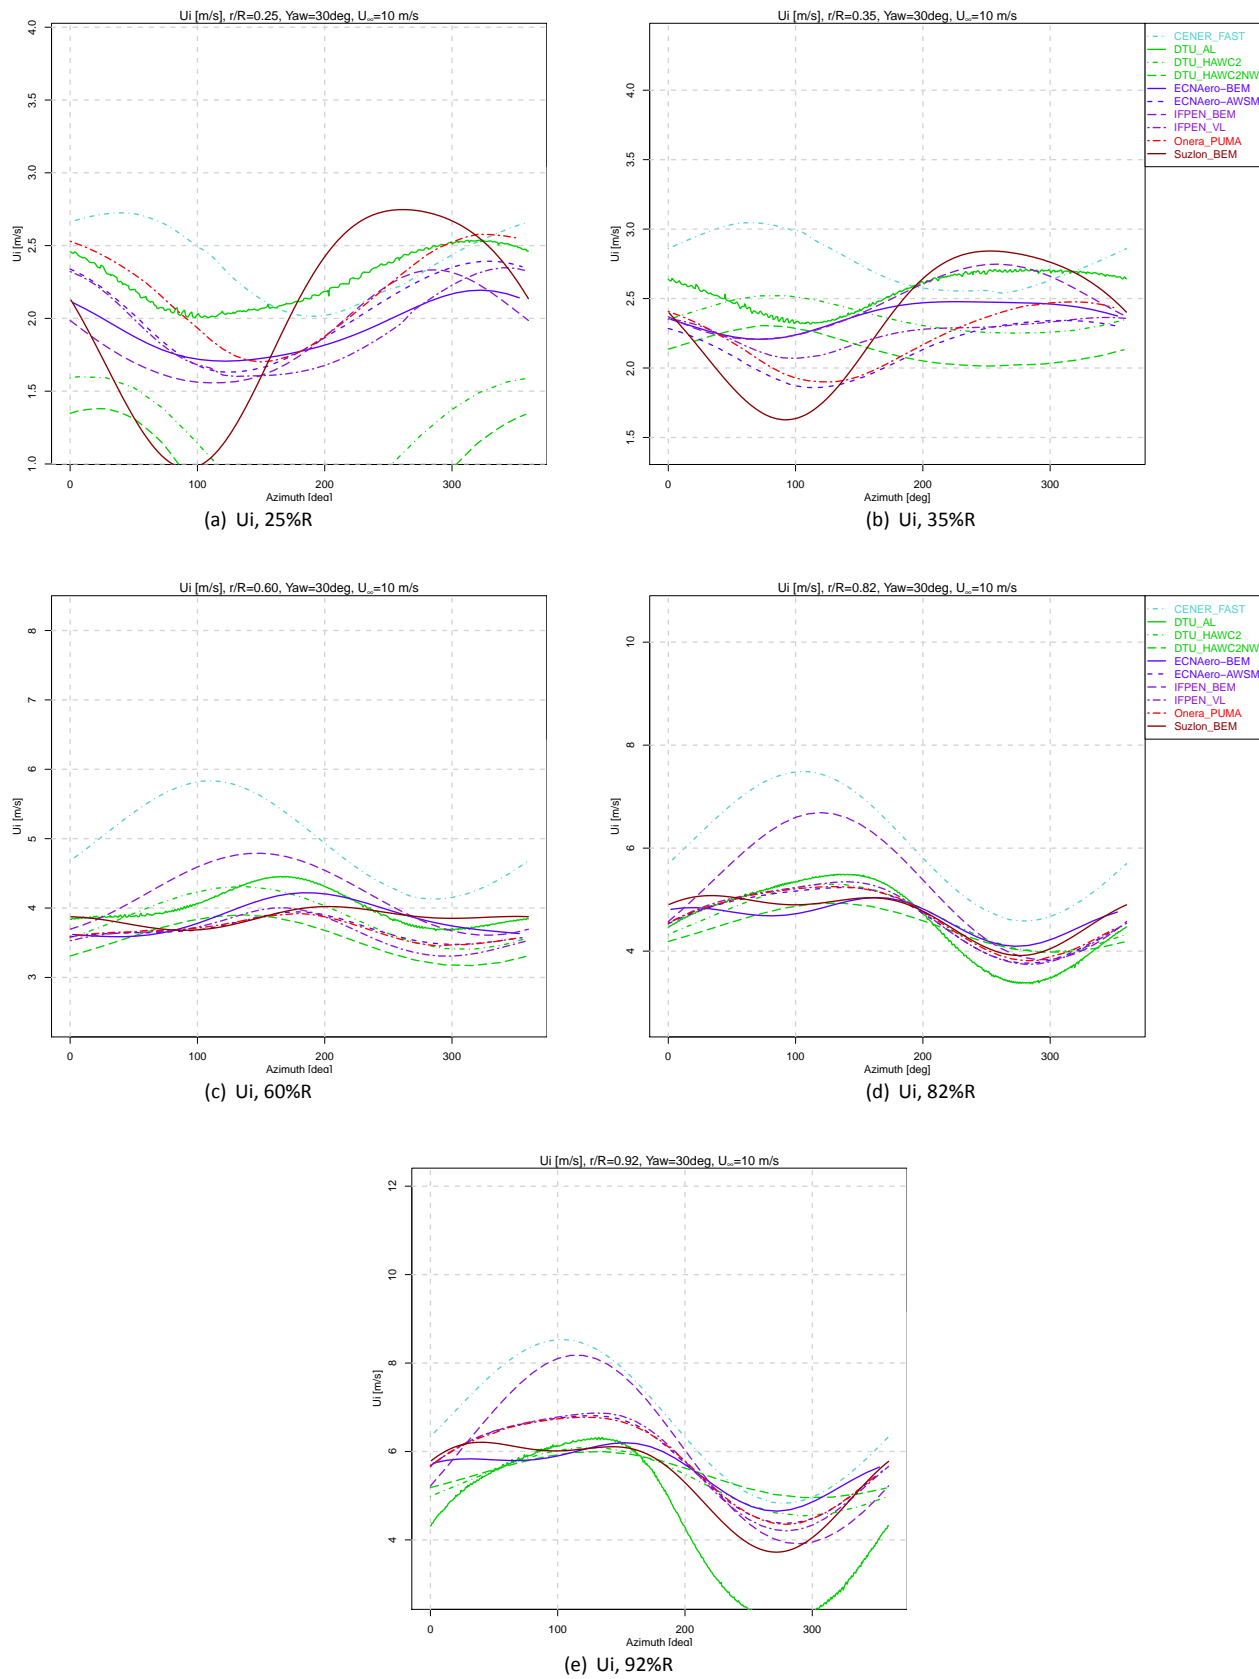 Ui [m/s], r/R=0.25, Yaw=30deg, U∞=10 m/s
Ui [m/s]
4.0
3.5
3.0
2.5
2.0
1.5
1.0
0 100 200 300
Azimuth [deg]
(a) Ui, 25%R
Ui [m/s], r/R=0.35, Yaw=30deg, U∞=10 m/s
Ui [m/s]
4.0
3.5
3.0
2.5
2.0
1.5
0 100 200 300
Azimuth [deg]
(b) Ui, 35%R
CENER_FAST
DTU_AL
DTU_HAWC2
DTU_HAWC2NW
ECNAero-BEM
ECNAero-AWSM
IFPEN_BEM
IFPEN_VL
Onera_PUMA
Suzlon_BEM
Ui [m/s], r/R=0.60, Yaw=30deg, U∞=10 m/s
Ui [m/s]
8
7
6
5
4
3
0 100 200 300
Azimuth [deg]
(c) Ui, 60%R
Ui [m/s], r/R=0.82, Yaw=30deg, U∞=10 m/s
Ui [m/s]
10
8
6
4
0 100 200 300
Azimuth [deg]
(d) Ui, 82%R
CENER_FAST
DTU_AL
DTU_HAWC2
DTU_HAWC2NW
ECNAero-BEM
ECNAero-AWSM
IFPEN_BEM
IFPEN_VL
Onera_PUMA
Suzlon_BEM
Ui [m/s], r/R=0.92, Yaw=30deg, U∞=10 m/s
Ui [m/s]
12
10
8
6
4
0 100 200 300
Azimuth [deg]
(e) Ui, 92%R